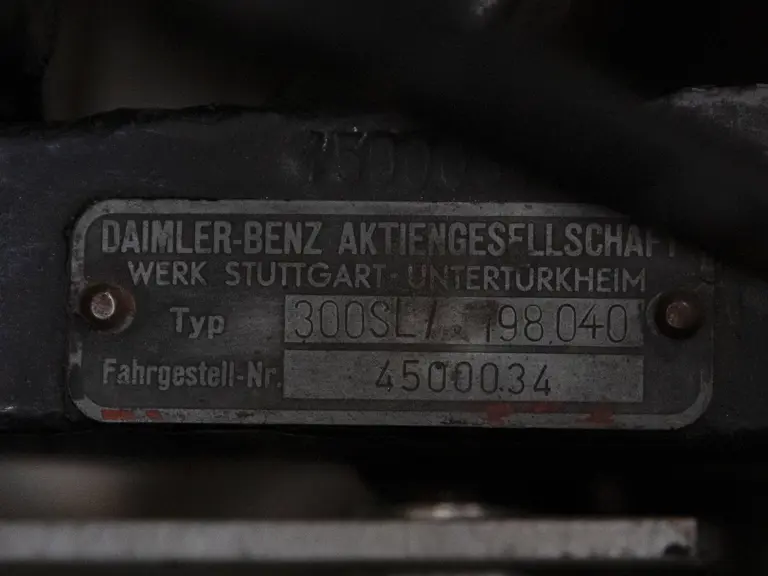 DAIMLER-BENZ AKTIENGESELLSCHAFT
WERK STUTTGART-UNTERTÜRKHEIM
Typ 300SL / 198.040
Fahrgestell-Nr. 4500034